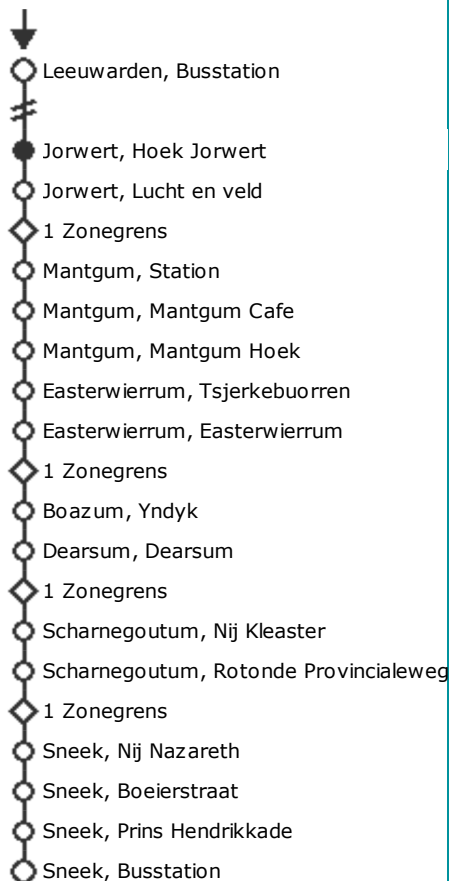 Leeuwarden, Busstation
Jorwert, Hoek Jorwert
Jorwert, Lucht en veld
1 Zonegrens
Mantgum, Station
Mantgum, Mantgum Cafe
Mantgum, Mantgum Hoek
Easterwierrum, Tsjerkebuorren
Easterwierrum, Easterwierrum
1 Zonegrens
Boazum, Yndyk
Dearsum, Dearsum
1 Zonegrens
Scharnegoutum, Nij Kleaster
Scharnegoutum, Rotonde Provincialeweg
1 Zonegrens
Sneek, Nij Nazareth
Sneek, Boeierstraat
Sneek, Prins Hendrikkade
Sneek, Busstation